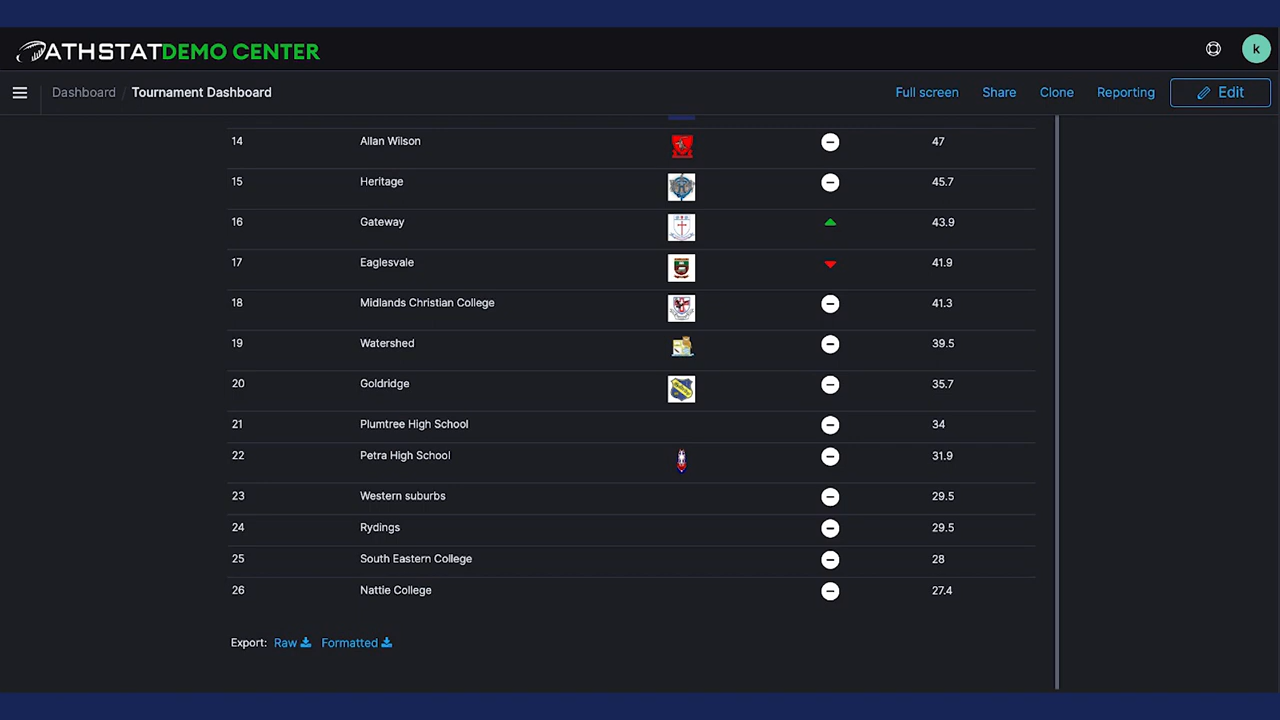 ATHSTATDEMO CENTER
k
Dashboard / Tournament Dashboard
Full screen
Share
Clone
Reporting
Edit
14 Allan Wilson 47
15 Heritage 45.7
16 Gateway 43.9
17 Eaglesvale 41.9
18 Midlands Christian College 41.3
19 Watershed 39.5
20 Goldridge 35.7
21 Plumtree High School 34
22 Petra High School 31.9
23 Western suburbs 29.5
24 Rydings 29.5
25 South Eastern College 28
26 Nattie College 27.4
Export: Raw Formatted